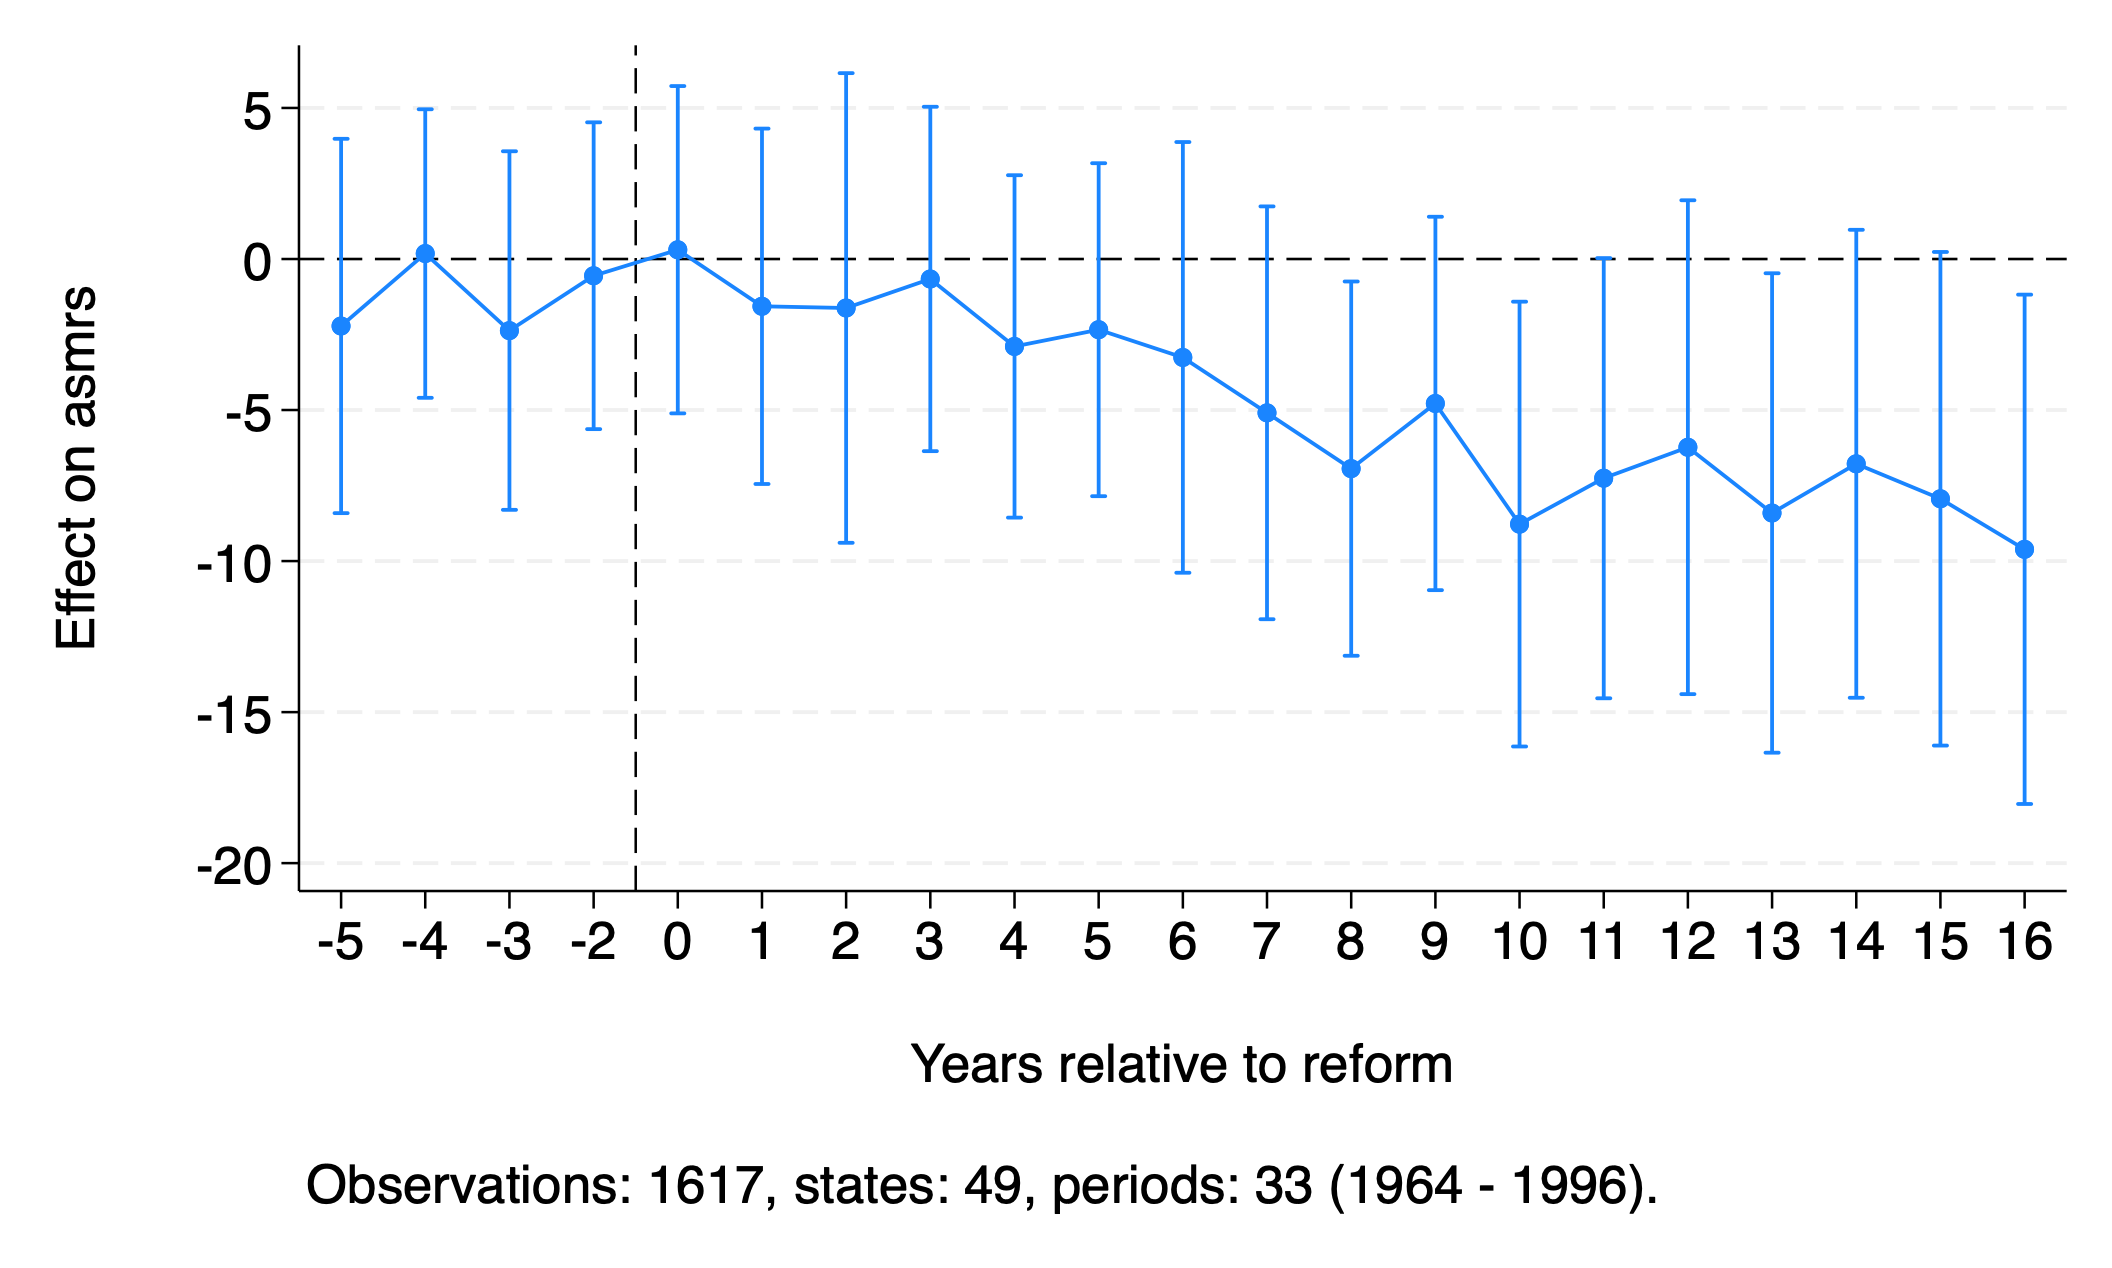 Effect on asmrs
5
0
-5
-10
-15
-20
-5 -4 -3 -2 0 1 2 3 4 5 6 7 8 9 10 11 12 13 14 15 16
Years relative to reform
Observations: 1617, states: 49, periods: 33 (1964 - 1996).